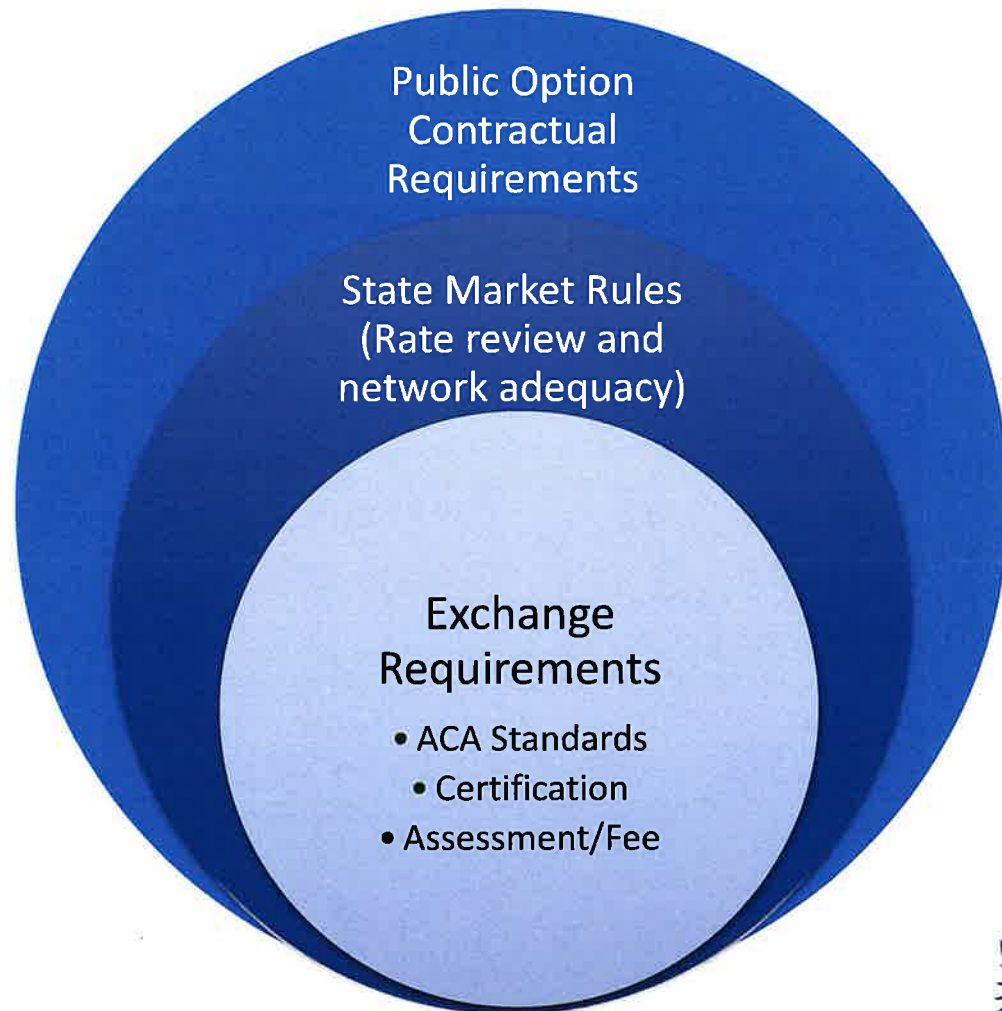 Public Option
Contractual
Requirements
State Market Rules
(Rate review and
network adequacy)
Exchange
Requirements
• ACA Standards
• Certification
• Assessment/Fee